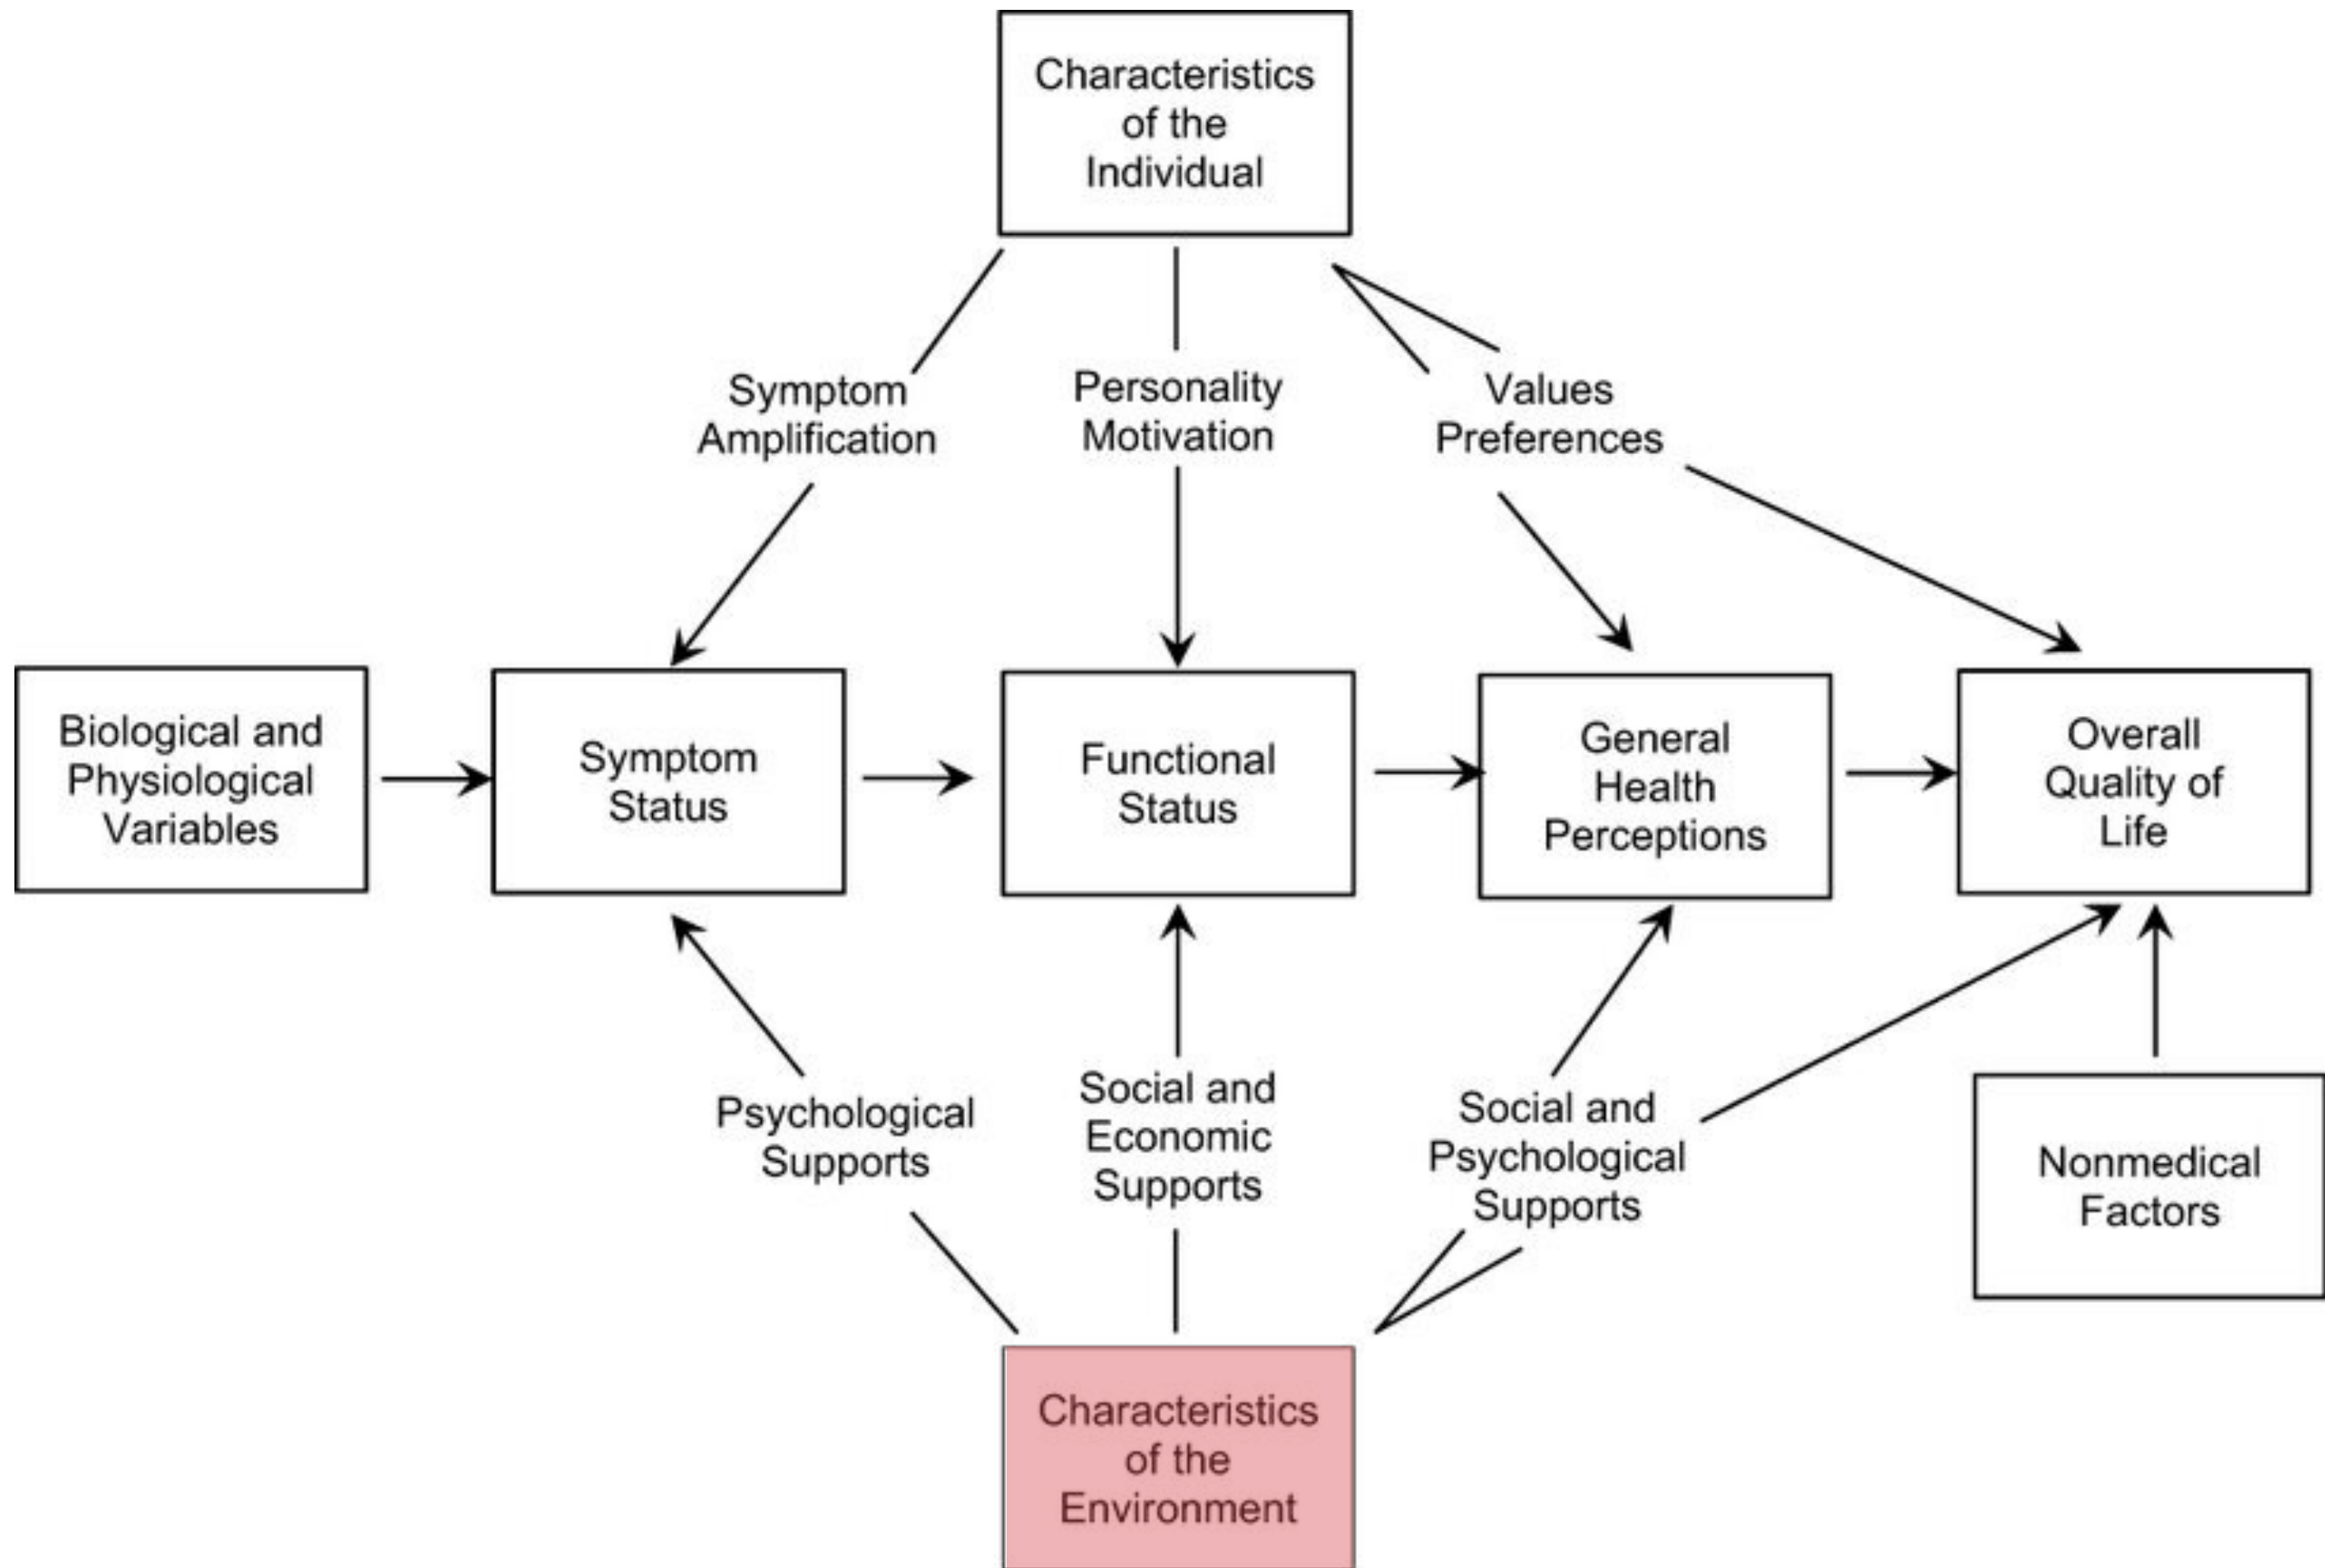 Characteristics
of the
Individual
Symptom
Amplification
Personality
Motivation
Values
Preferences
Biological and
Physiological
Variables
Symptom
Status
Functional
Status
General
Health
Perceptions
Overall
Quality of
Life
Psychological
Supports
Social and
Economic
Supports
Social and
Psychological
Supports
Nonmedical
Factors
Characteristics
of the
Environment